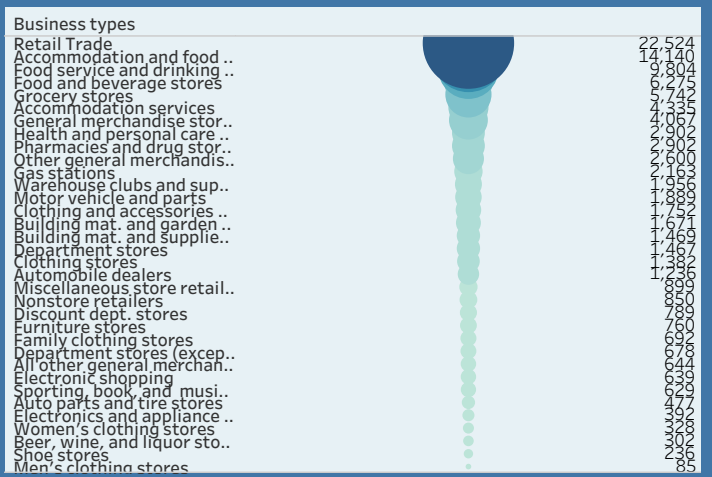 Business types
Retail Trade 22,524
Accommodation and food .. 14,140
Food service and drinking .. 9,804
Food and beverage stores 6,275
Grocery stores 5,742
Accommodation services 4,335
General merchandise stor.. 4,067
Health and personal care .. 2,902
Pharmacies and drug stor.. 2,902
Other general merchandis.. 2,600
Gas stations 2,163
Warehouse clubs and sup.. 1,956
Motor vehicle and parts 1,889
Clothing and accessories .. 1,752
Building mat. and garden .. 1,671
Building mat. and supplie.. 1,469
Department stores 1,467
Clothing stores 1,382
Automobile dealers 1,236
Miscellaneous store retail.. 899
Nonstore retailers 850
Discount dept. stores 789
Furniture stores 760
Family clothing stores 692
Department stores (excep.. 678
All other general merchan.. 644
Electronic shopping 639
Sporting, book, and musi.. 629
Auto parts and tire stores 477
Electronics and appliance .. 392
Women's clothing stores 328
Beer, wine, and liquor sto.. 302
Shoe stores 236
Men's clothing stores 85